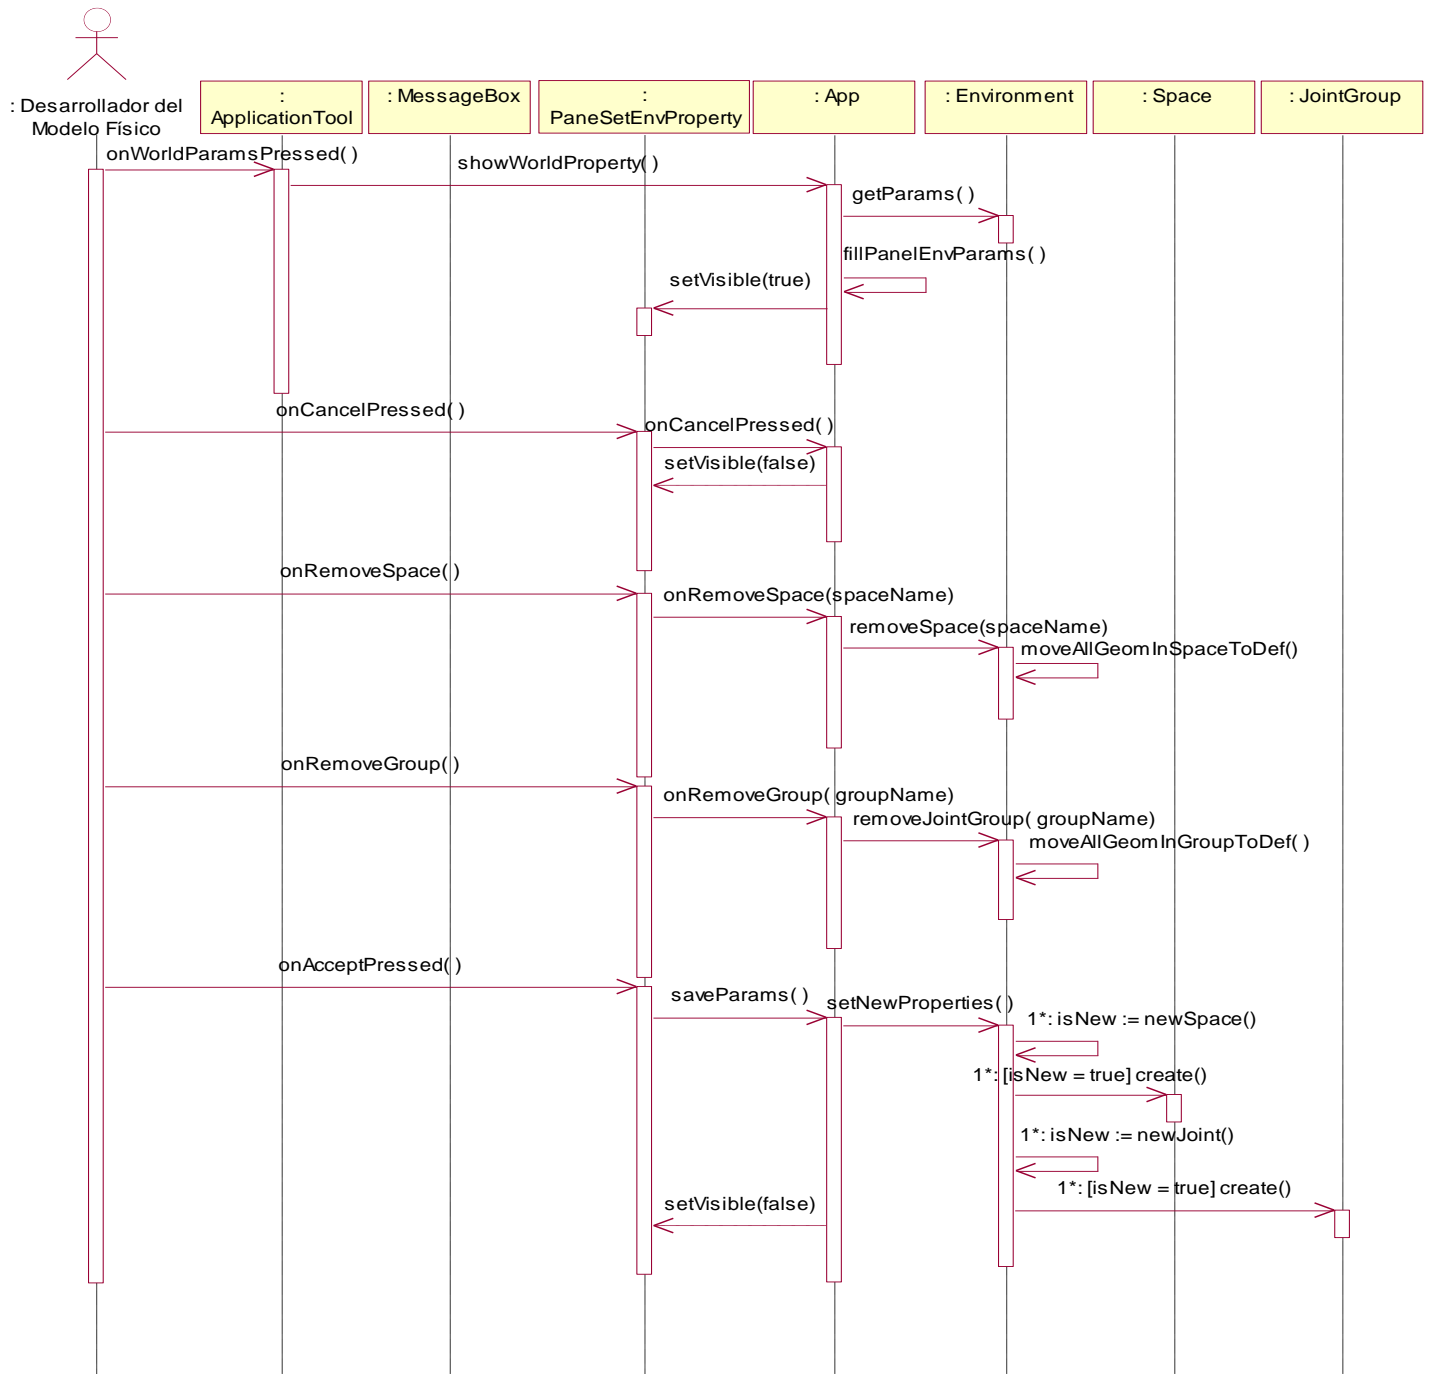 : Desarrollador del
Modelo Físico
:
ApplicationTool
: MessageBox
:
PaneSetEnvProperty
: App
: Environment
: Space
: JointGroup
onWorldParamsPressed( )
showWorldProperty( )
getParams( )
fillPanelEnvParams( )
setVisible(true)
onCancelPressed( )
onCancelPressed( )
setVisible(false)
onRemoveSpace( )
onRemoveSpace(spaceName)
removeSpace(spaceName)
moveAllGeomInSpaceToDef()
onRemoveGroup( )
onRemoveGroup( groupName)
removeJointGroup( groupName)
moveAllGeomInGroupToDef( )
onAcceptPressed( )
saveParams( )
setNewProperties( )
1*: isNew := newSpace()
1*: [isNew = true] create()
1*: isNew := newJoint()
1*: [isNew = true] create()
setVisible(false)